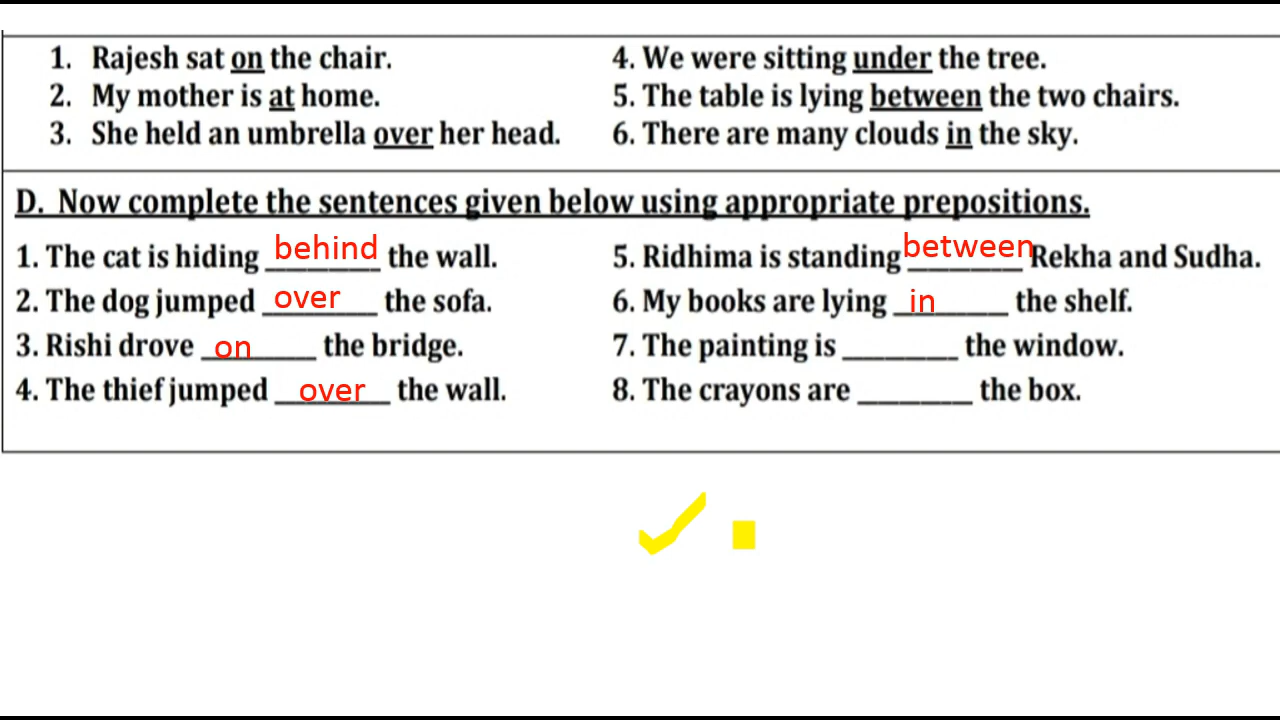 1. Rajesh sat on the chair.
2. My mother is at home.
3. She held an umbrella over her head.
4. We were sitting under the tree.
5. The table is lying between the two chairs.
6. There are many clouds in the sky.
D. Now complete the sentences given below using appropriate prepositions.
1. The cat is hiding behind the wall.
2. The dog jumped over the sofa.
3. Rishi drove on the bridge.
4. The thief jumped over the wall.
5. Ridhima is standing between Rekha and Sudha.
6. My books are lying in the shelf.
7. The painting is ________ the window.
8. The crayons are ________ the box.